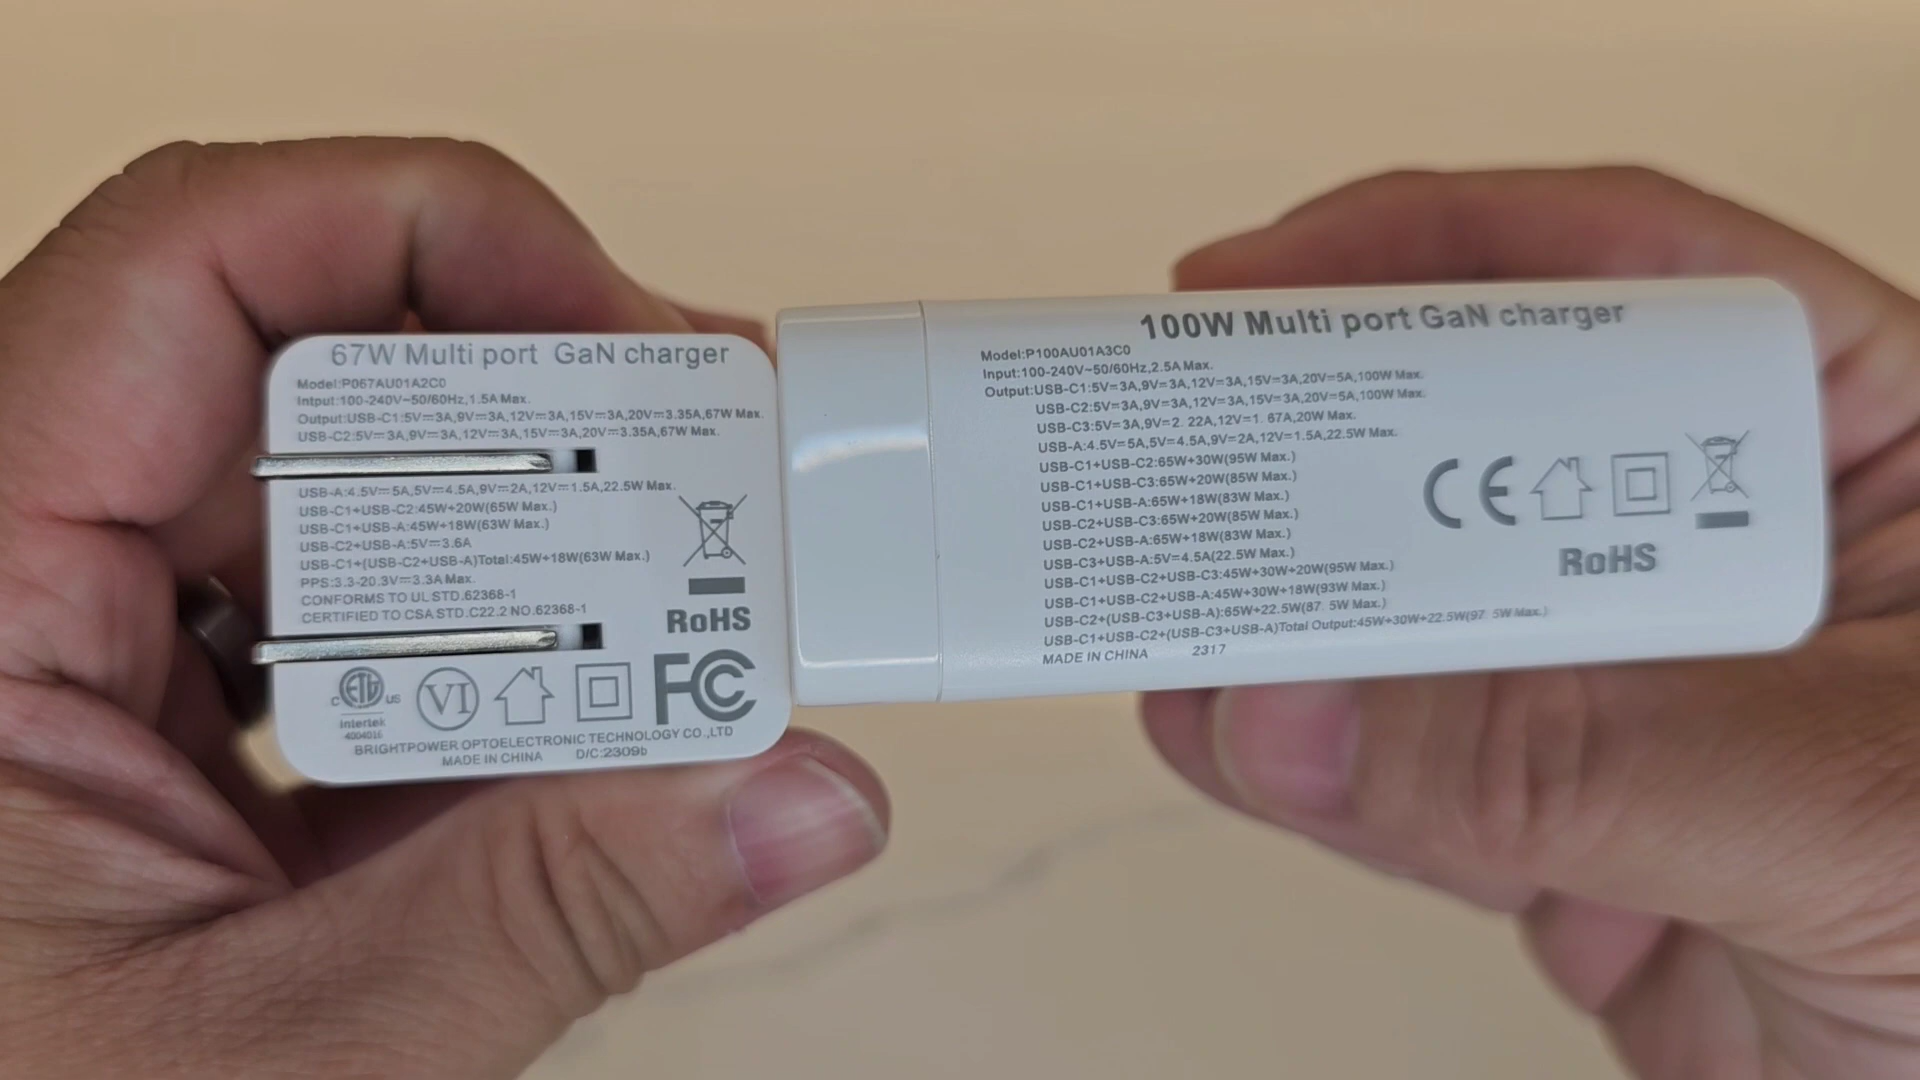 67W Multi port GaN charger
Model:P067AU01A2C0
Intput:100-240V~50/60Hz,1.5A Max.
Output:USB-C1:5V⎓3A,9V⎓3A,12V⎓3A,15V⎓3A,20V⎓3.35A,67W Max.
USB-C2:5V⎓3A,9V⎓3A,12V⎓3A,15V⎓3A,20V⎓3.35A,67W Max.
USB-A:4.5V⎓5A,5V⎓4.5A,9V⎓2A,12V⎓1.5A,22.5W Max.
USB-C1+USB-C2:45W+20W(65W Max.)
USB-C1+USB-A:45W+18W(63W Max.)
USB-C2+USB-A:5V⎓3.6A
USB-C1+(USB-C2+USB-A)Total:45W+18W(63W Max.)
PPS:3.3-20.3V⎓3.3A Max.
CONFORMS TO UL STD.62368-1
CERTIFIED TO CSA STD.C22.2 NO.62368-1
RoHS
C ETL US
Intertek
4004016
VI
FC
BRIGHTPOWER OPTOELECTRONIC TECHNOLOGY CO.,LTD
MADE IN CHINA D/C:2309b
100W Multi port GaN charger
Model:P100AU01A3C0
Input:100-240V~50/60Hz,2.5A Max.
Output:USB-C1:5V=3A,9V=3A,12V=3A,15V=3A,20V=5A,100W Max.
USB-C2:5V=3A,9V=3A,12V=3A,15V=3A,20V=5A,100W Max.
USB-C3:5V=3A,9V=2. 22A,12V=1. 67A,20W Max.
USB-A:4.5V=5A,5V=4.5A,9V=2A,12V=1.5A,22.5W Max.
USB-C1+USB-C2:65W+30W(95W Max.)
USB-C1+USB-C3:65W+20W(85W Max.)
USB-C1+USB-A:65W+18W(83W Max.)
USB-C2+USB-C3:65W+20W(85W Max.)
USB-C2+USB-A:65W+18W(83W Max.)
USB-C3+USB-A:5V=4.5A(22.5W Max.)
USB-C1+USB-C2+USB-C3:45W+30W+20W(95W Max.)
USB-C1+USB-C2+USB-A:45W+30W+18W(93W Max.)
USB-C2+(USB-C3+USB-A):65W+22.5W(87. 5W Max.)
USB-C1+USB-C2+(USB-C3+USB-A)Total Output:45W+30W+22.5W(97. 5W Max.)
MADE IN CHINA 2317
CE
RoHS